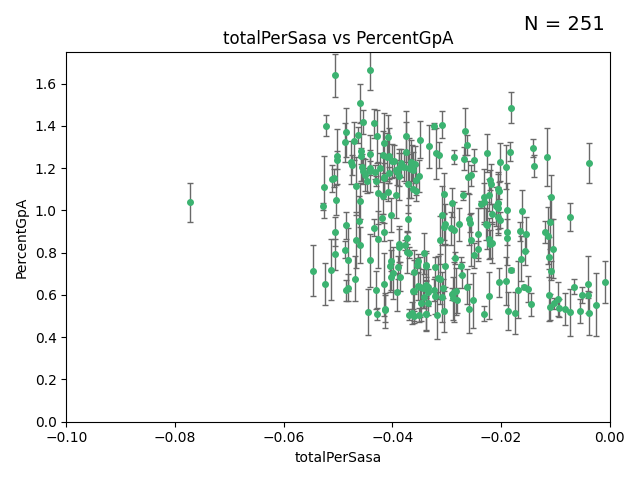 N = 251
totalPerSasa vs PercentGpA
PercentGpA
1.6
1.4
1.2
1.0
0.8
0.6
0.4
0.2
0.0
−0.10 −0.08 −0.06 −0.04 −0.02 0.00
totalPerSasa